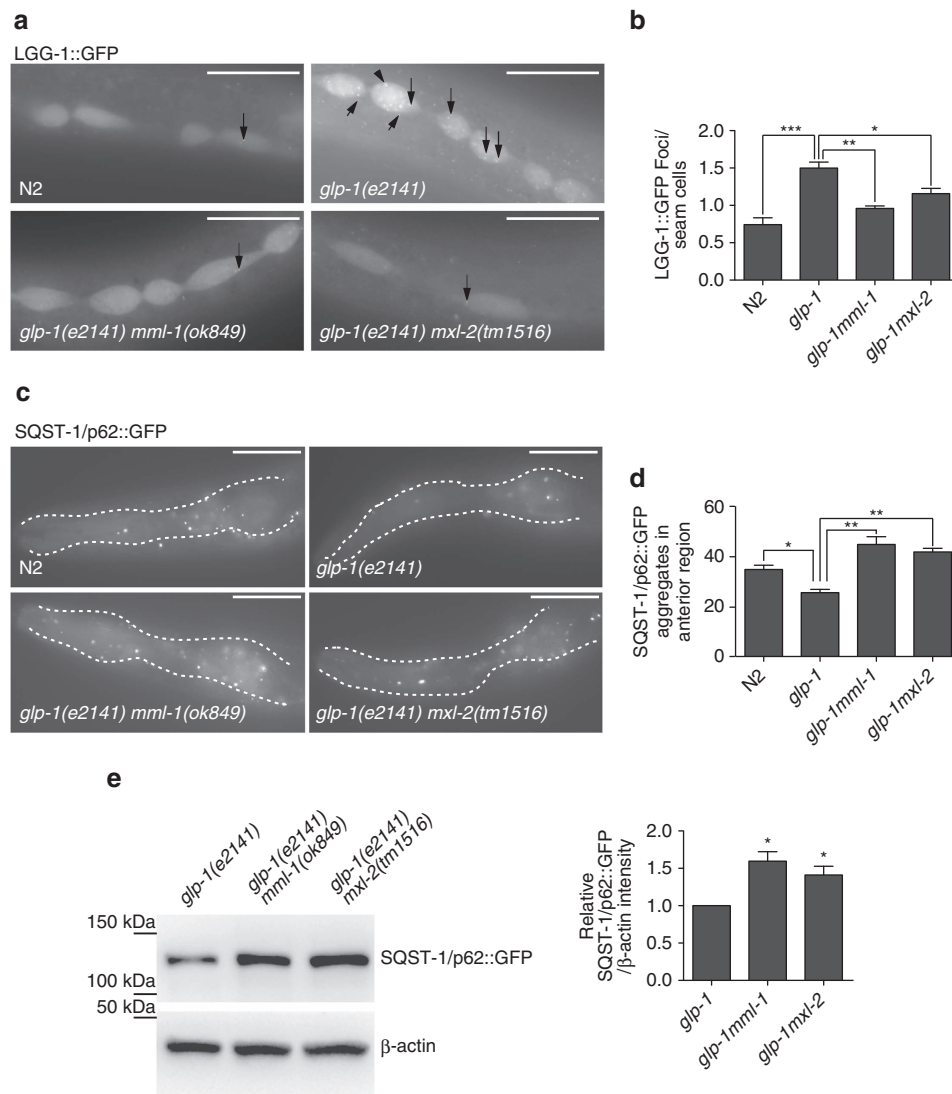 a
LGG-1::GFP
N2
glp-1(e2141)
glp-1(e2141) mml-1(ok849)
glp-1(e2141) mxl-2(tm1516)
b
LGG-1::GFP Foci/
seam cells
2.0
1.5
1.0
0.5
0.0
***
**
*
N2
glp-1
glp-1mml-1
glp-1mxl-2
c
SQST-1/p62::GFP
N2
glp-1(e2141)
glp-1(e2141) mml-1(ok849)
glp-1(e2141) mxl-2(tm1516)
d
SQST-1/p62::GFP
aggregates in
anterior region
60
40
20
0
*
**
**
N2
glp-1
glp-1mml-1
glp-1mxl-2
e
glp-1(e2141)
glp-1(e2141)
mml-1(ok849)
glp-1(e2141)
mxl-2(tm1516)
150 kDa
100 kDa
50 kDa
SQST-1/p62::GFP
β-actin
Relative
SQST-1/p62::GFP
/β-actin intensity
2.0
1.5
1.0
0.5
0.0
*
*
glp-1
glp-1mml-1
glp-1mxl-2